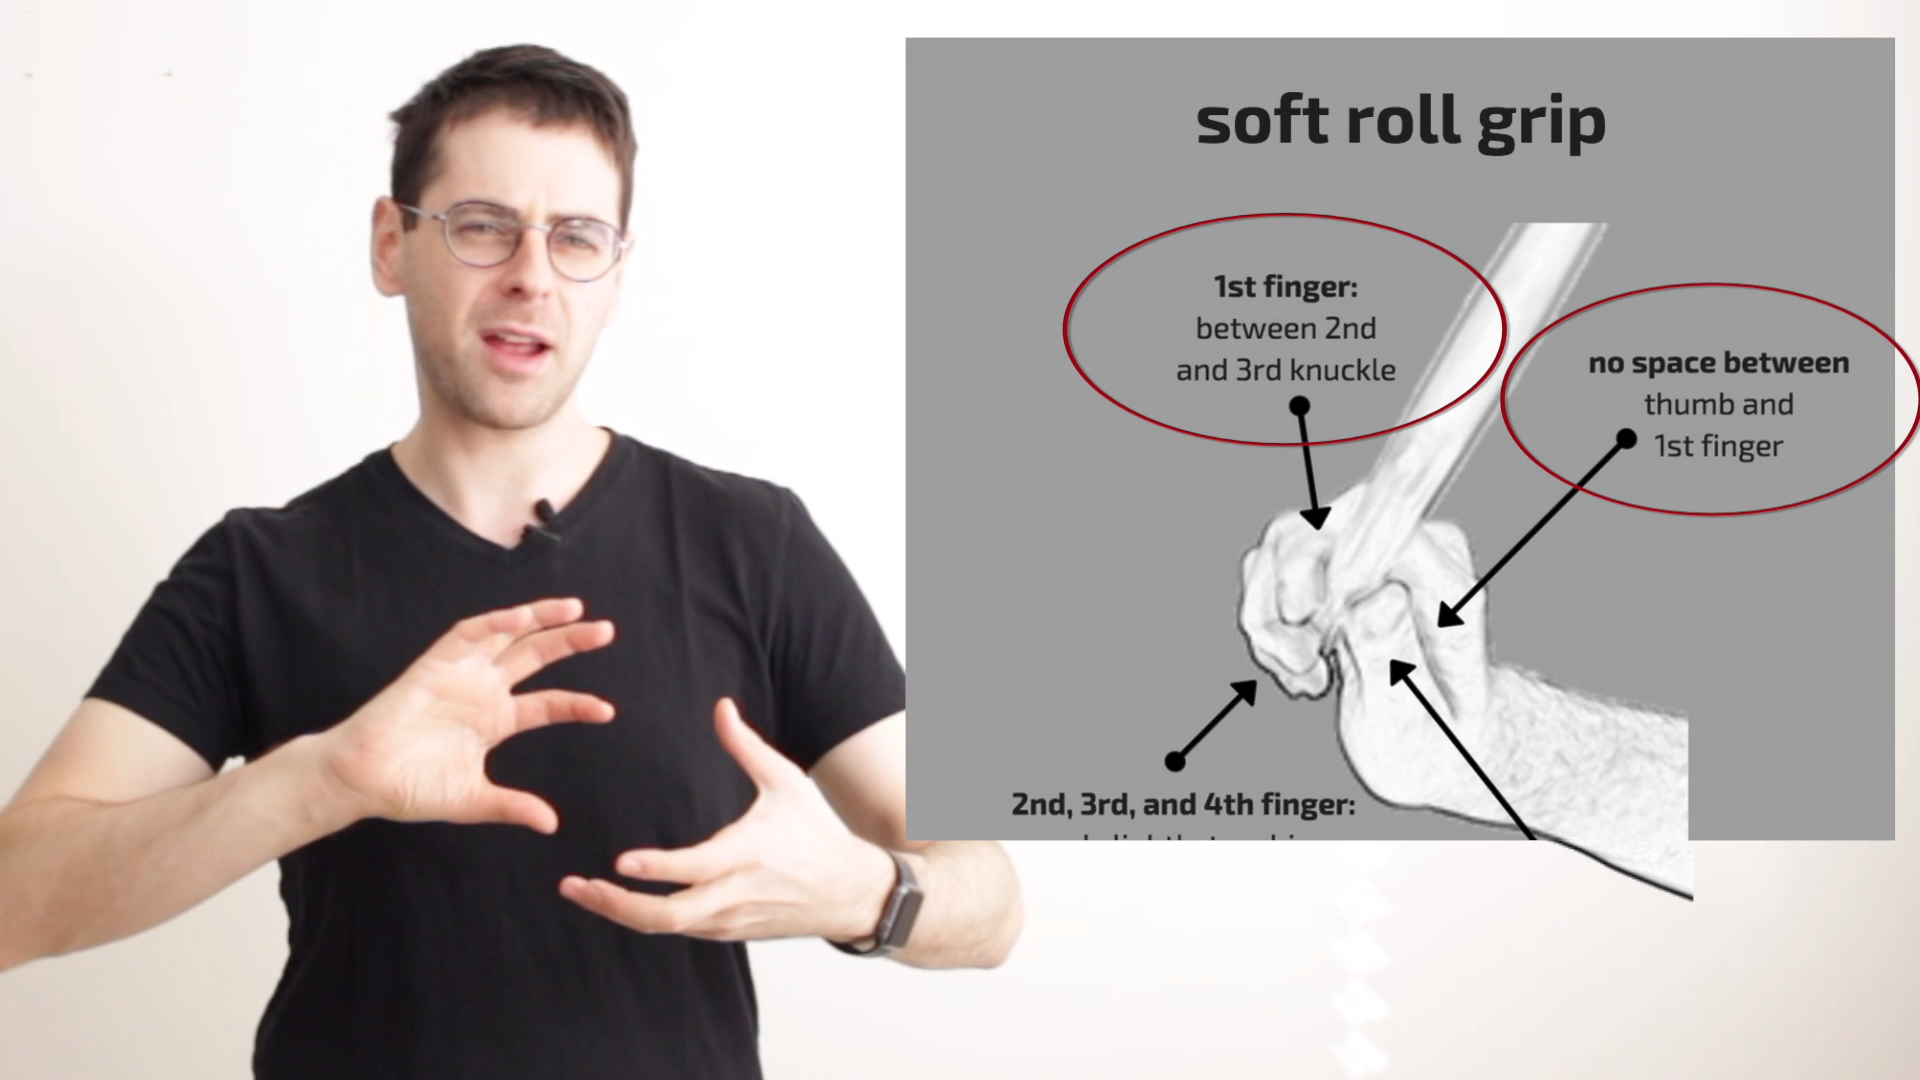 soft roll grip
1st finger:
between 2nd
and 3rd knuckle
no space between
thumb and
1st finger
2nd, 3rd, and 4th finger: